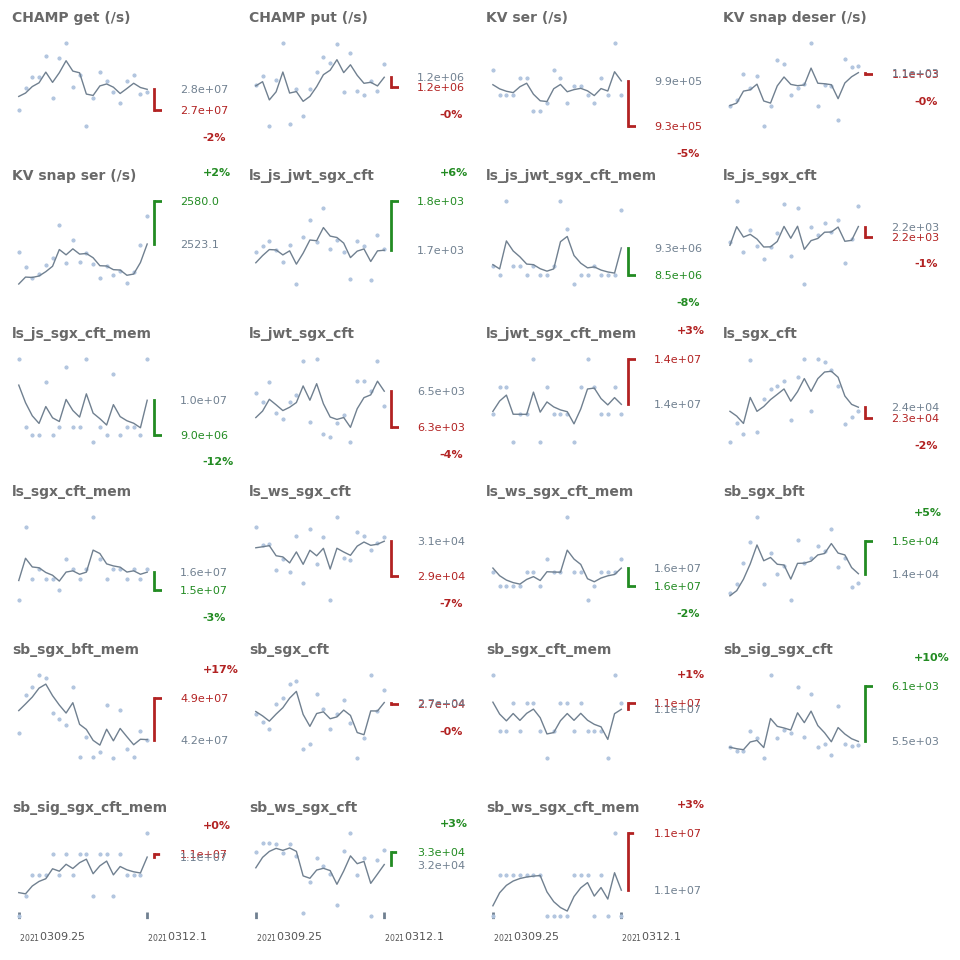 CHAMP get (/s)
2.8e+07
2.7e+07
-2%
CHAMP put (/s)
1.2e+06
1.2e+06
-0%
KV ser (/s)
9.9e+05
9.3e+05
-5%
KV snap deser (/s)
1.1e+03
-0%
KV snap ser (/s)
+2%
2580.0
2523.1
ls_js_jwt_sgx_cft
+6%
1.8e+03
1.7e+03
ls_js_jwt_sgx_cft_mem
9.3e+06
8.5e+06
-8%
ls_js_sgx_cft
2.2e+03
2.2e+03
-1%
ls_js_sgx_cft_mem
1.0e+07
9.0e+06
-12%
ls_jwt_sgx_cft
6.5e+03
6.3e+03
-4%
ls_jwt_sgx_cft_mem
+3%
1.4e+07
1.4e+07
ls_sgx_cft
2.4e+04
2.3e+04
-2%
ls_sgx_cft_mem
1.6e+07
1.5e+07
-3%
ls_ws_sgx_cft
3.1e+04
2.9e+04
-7%
ls_ws_sgx_cft_mem
1.6e+07
1.6e+07
-2%
sb_sgx_bft
+5%
1.5e+04
1.4e+04
sb_sgx_bft_mem
+17%
4.9e+07
4.2e+07
sb_sgx_cft
2.7e+04
-0%
sb_sgx_cft_mem
+1%
1.1e+07
1.1e+07
sb_sig_sgx_cft
+10%
6.1e+03
5.5e+03
sb_sig_sgx_cft_mem
+0%
1.1e+07
1.1e+07
2021 0309.25
2021 0312.1
sb_ws_sgx_cft
+3%
3.3e+04
3.2e+04
2021 0309.25
2021 0312.1
sb_ws_sgx_cft_mem
+3%
1.1e+07
1.1e+07
2021 0309.25
2021 0312.1